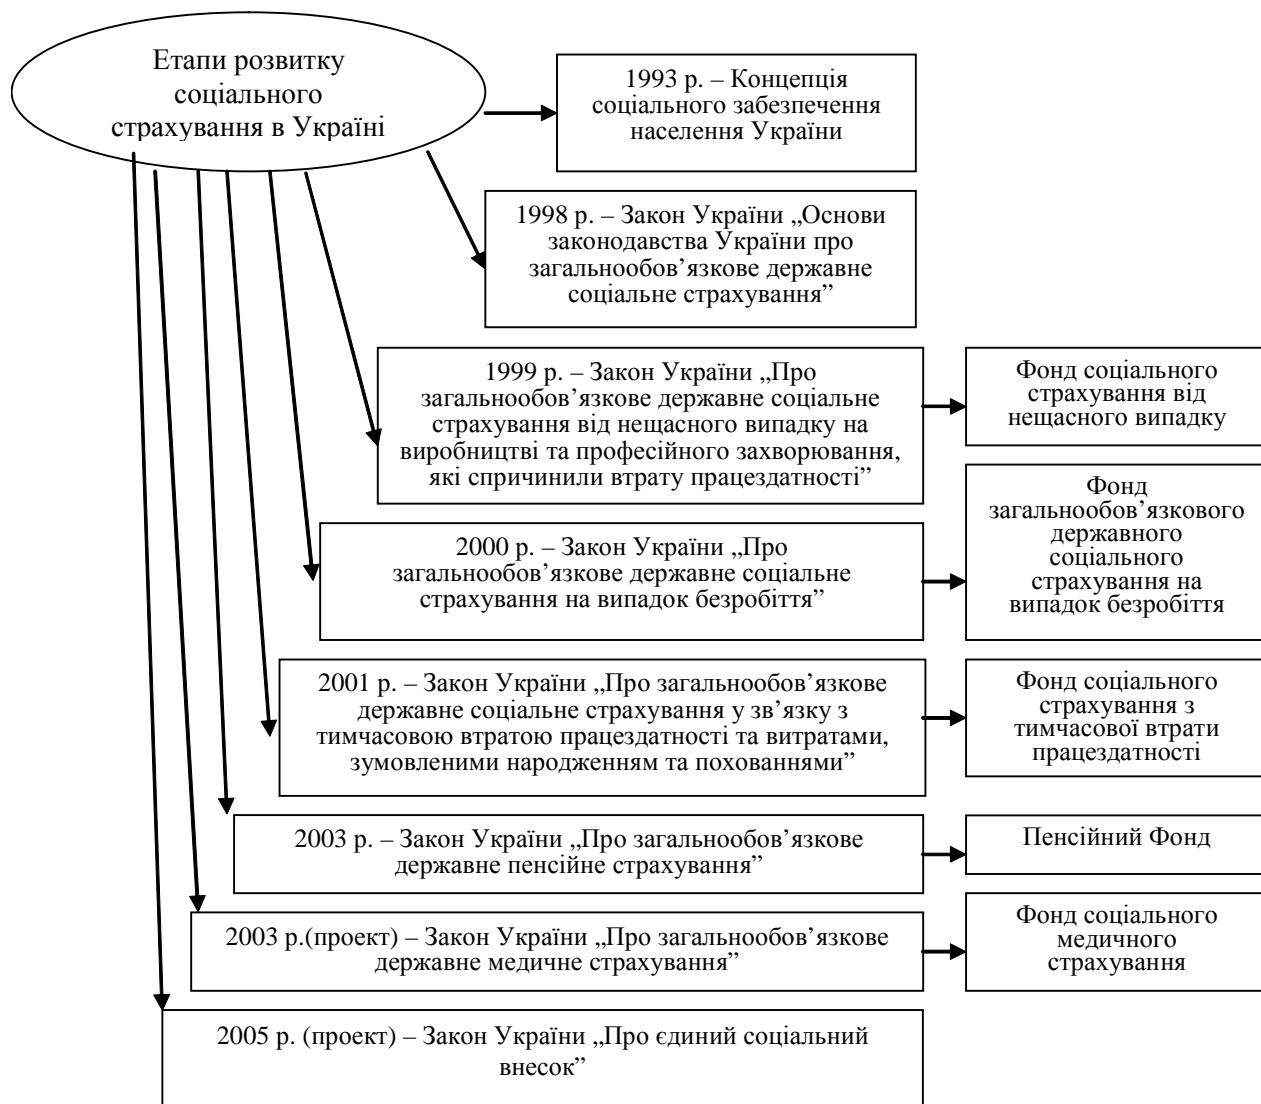 Етапи розвитку
соціального
страхування в Україні
1993 р. – Концепція
соціального забезпечення
населення України
1998 р. – Закон України „Основи
законодавства України про
загальнообов’язкове державне
соціальне страхування”
1999 р. – Закон України „Про
загальнообов’язкове державне соціальне
страхування від нещасного випадку на
виробництві та професійного захворювання,
які спричинили втрату працездатності”
Фонд соціального
страхування від
нещасного випадку
2000 р. – Закон України „Про
загальнообов’язкове державне соціальне
страхування на випадок безробіття”
Фонд
загальнообов’язкового
державного
соціального
страхування на
випадок безробіття
2001 р. – Закон України „Про загальнообов’язкове
державне соціальне страхування у зв’язку з
тимчасовою втратою працездатності та витратами,
зумовленими народженням та похованнями”
Фонд соціального
страхування з
тимчасової втрати
працездатності
2003 р. – Закон України „Про загальнообов’язкове
державне пенсійне страхування”
Пенсійний Фонд
2003 р.(проект) – Закон України „Про загальнообов’язкове
державне медичне страхування”
Фонд соціального
медичного
страхування
2005 р. (проект) – Закон України „Про єдиний соціальний
внесок”